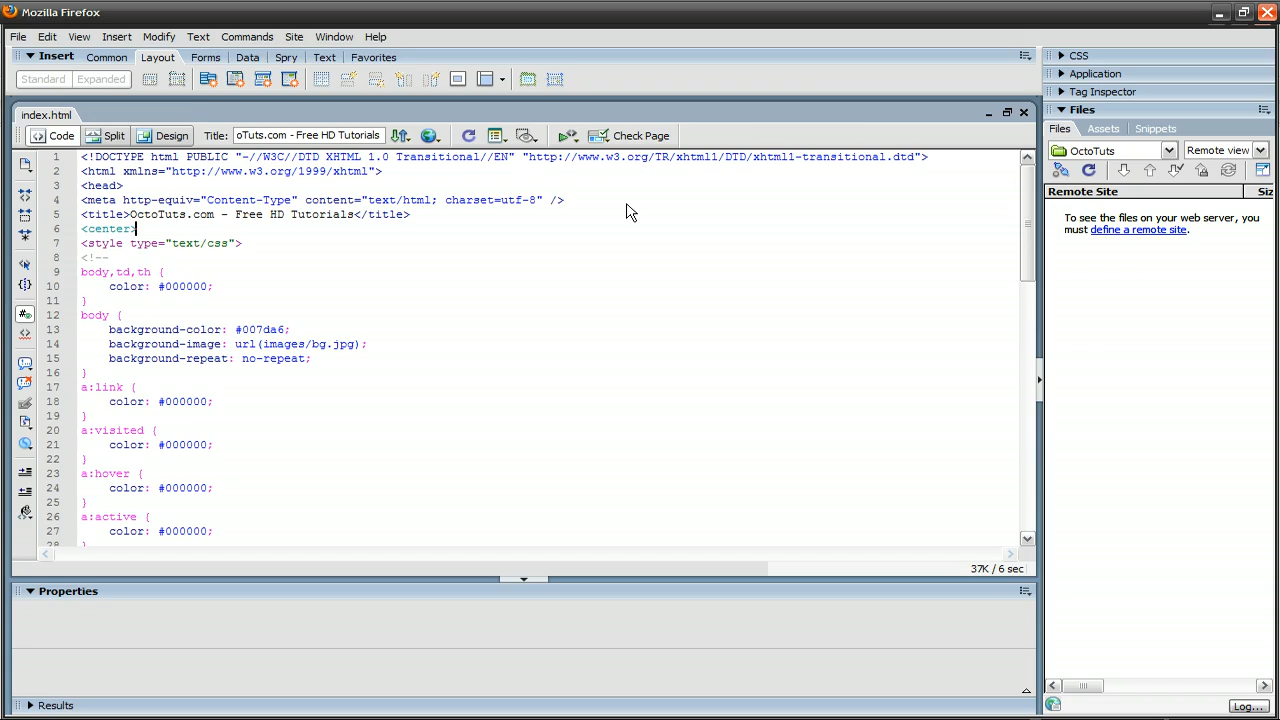 Mozilla Firefox
File Edit View Insert Modify Text Commands Site Window Help
Insert Common Layout Forms Data Spry Text Favorites
Standard Expanded
index.html
Code Split Design Title: oTuts.com - Free HD Tutorials Check Page
1 <!DOCTYPE html PUBLIC "-//W3C//DTD XHTML 1.0 Transitional//EN" "http://www.w3.org/TR/xhtml1/DTD/xhtml1-transitional.dtd">
2 <html xmlns="http://www.w3.org/1999/xhtml">
3 <head>
4 <meta http-equiv="Content-Type" content="text/html; charset=utf-8" />
5 <title>OctoTuts.com - Free HD Tutorials</title>
6 <center>
7 <style type="text/css">
8 <!--
9 body,td,th {
10 color: #000000;
11 }
12 body {
13 background-color: #007da6;
14 background-image: url(images/bg.jpg);
15 background-repeat: no-repeat;
16 }
17 a:link {
18 color: #000000;
19 }
20 a:visited {
21 color: #000000;
22 }
23 a:hover {
24 color: #000000;
25 }
26 a:active {
27 color: #000000;
28 }
37K / 6 sec
Properties
Results
CSS
Application
Tag Inspector
Files
Files Assets Snippets
OctoTuts Remote view
Remote Site Siz
To see the files on your web server, you
must define a remote site.
Log...